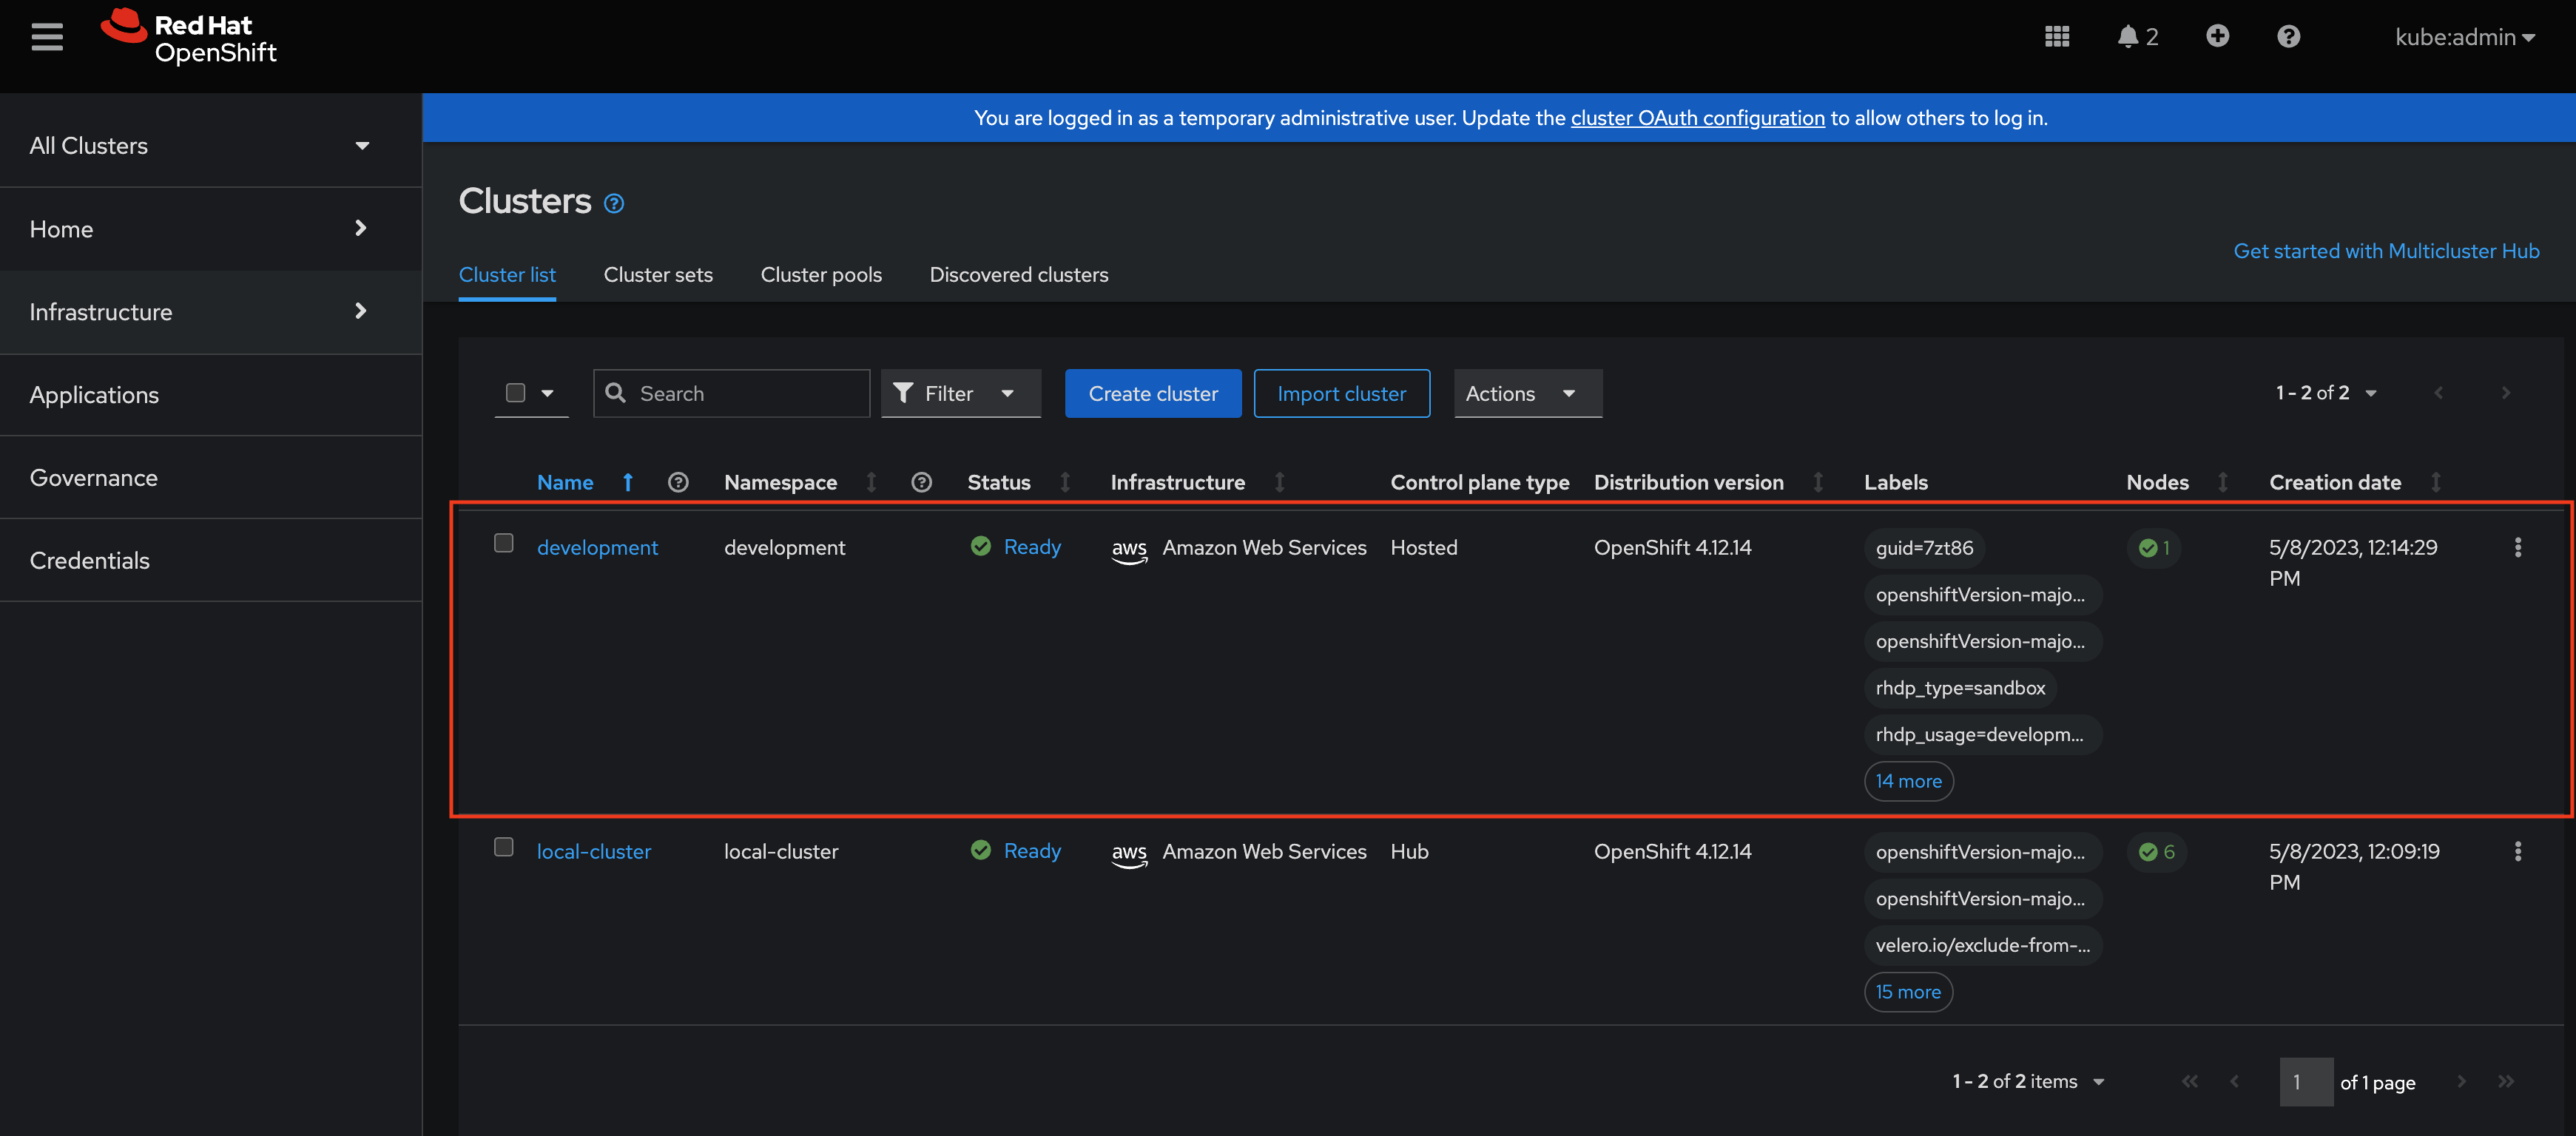 Red Hat
OpenShift
2
kube:admin
All Clusters
Home
Infrastructure
Applications
Governance
Credentials
You are logged in as a temporary administrative user. Update the cluster OAuth configuration to allow others to log in.
Clusters
Get started with Multicluster Hub
Cluster list Cluster sets Cluster pools Discovered clusters
Search Filter Create cluster Import cluster Actions 1 - 2 of 2
Name Namespace Status Infrastructure Control plane type Distribution version Labels Nodes Creation date
development development Ready aws Amazon Web Services Hosted OpenShift 4.12.14 guid=7zt86 1 5/8/2023, 12:14:29
PM
openshiftVersion-majo...
openshiftVersion-majo...
rhdp_type=sandbox
rhdp_usage=developm...
14 more
local-cluster local-cluster Ready aws Amazon Web Services Hub OpenShift 4.12.14 openshiftVersion-majo... 6 5/8/2023, 12:09:19
PM
openshiftVersion-majo...
velero.io/exclude-from-...
15 more
1 - 2 of 2 items 1 of 1 page